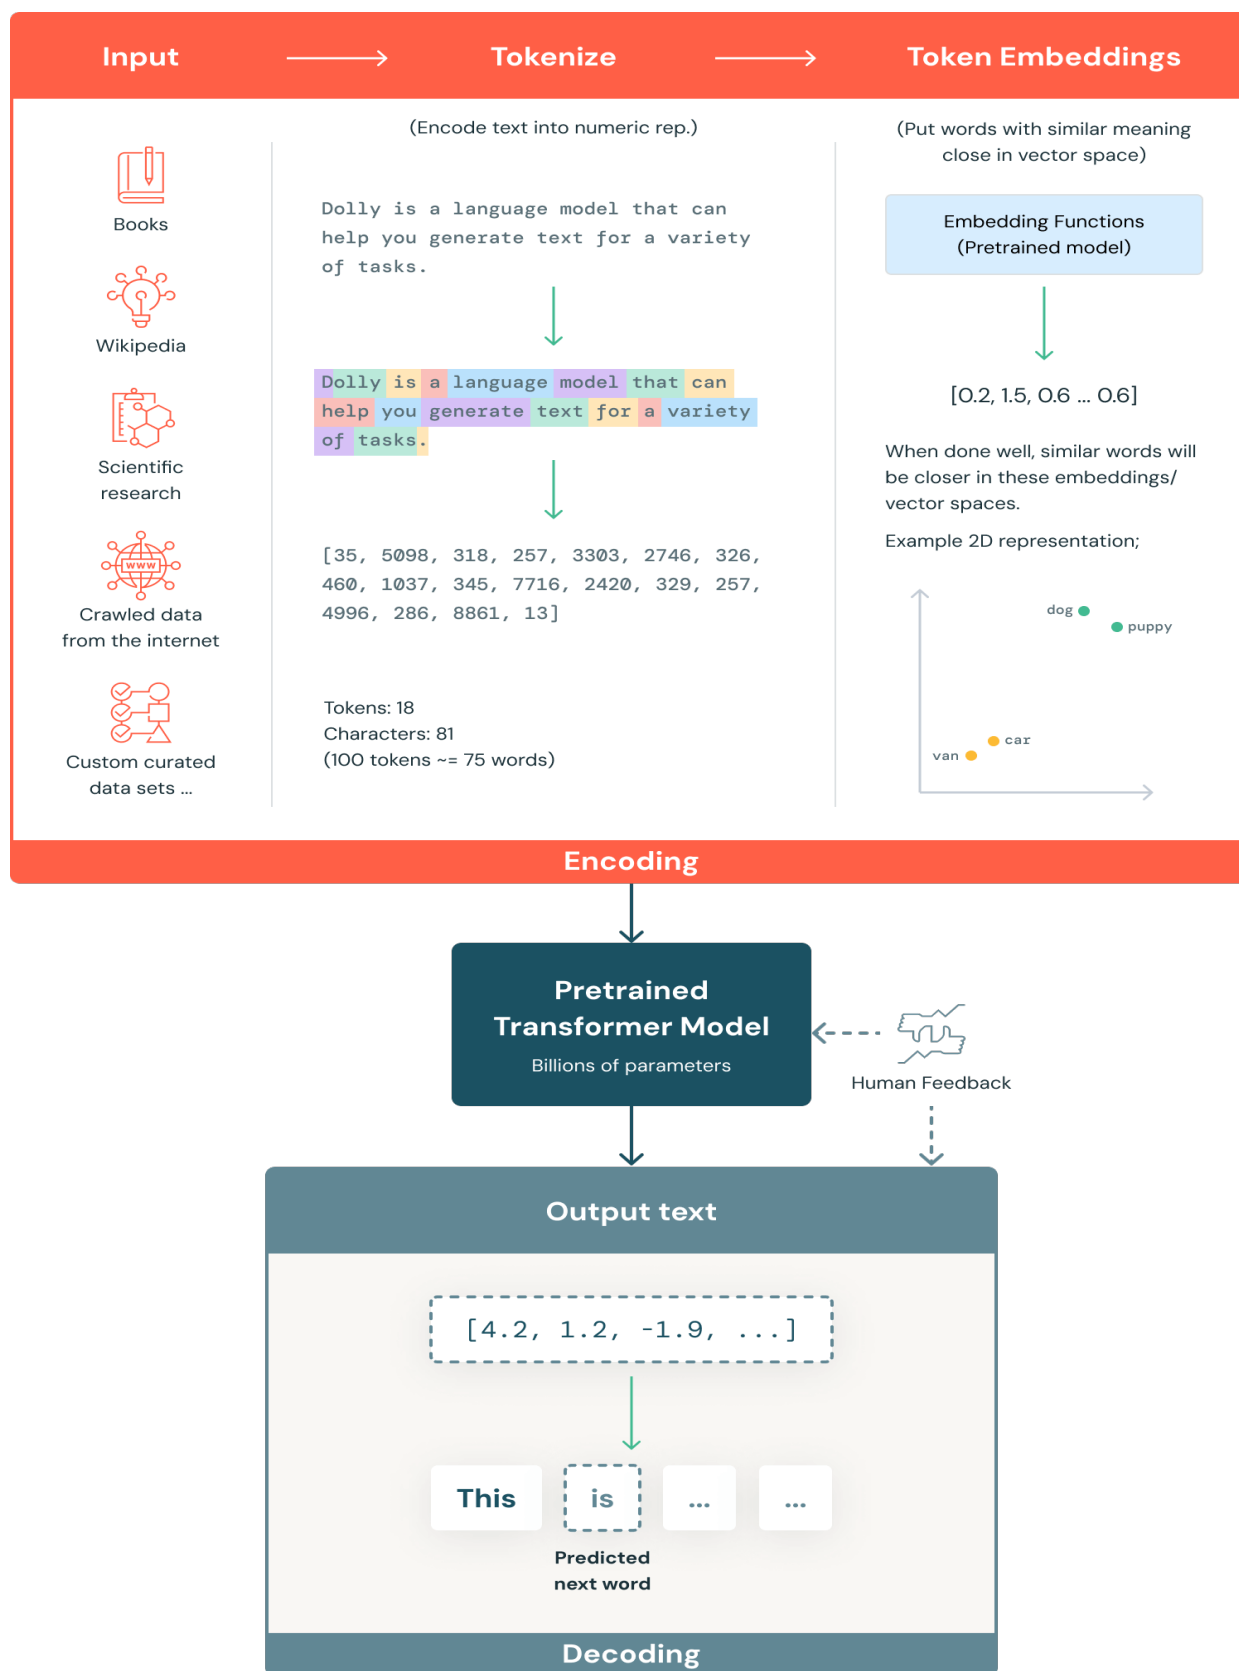 Input
Tokenize
Token Embeddings
Books
Wikipedia
Scientific
research
www
Crawled data
from the internet
Custom curated
data sets ...
(Encode text into numeric rep.)
Dolly is a language model that can
help you generate text for a variety
of tasks.
Dolly is a language model that can
help you generate text for a variety
of tasks.
[35, 5098, 318, 257, 3303, 2746, 326,
460, 1037, 345, 7716, 2420, 329, 257,
4996, 286, 8861, 13]
Tokens: 18
Characters: 81
(100 tokens ~= 75 words)
(Put words with similar meaning
close in vector space)
Embedding Functions
(Pretrained model)
[0.2, 1.5, 0.6 ... 0.6]
When done well, similar words will
be closer in these embeddings/
vector spaces.
Example 2D representation;
dog
puppy
car
van
Encoding
Pretrained
Transformer Model
Billions of parameters
Human Feedback
Output text
[4.2, 1.2, -1.9, ...]
This is ... ...
Predicted
next word
Decoding